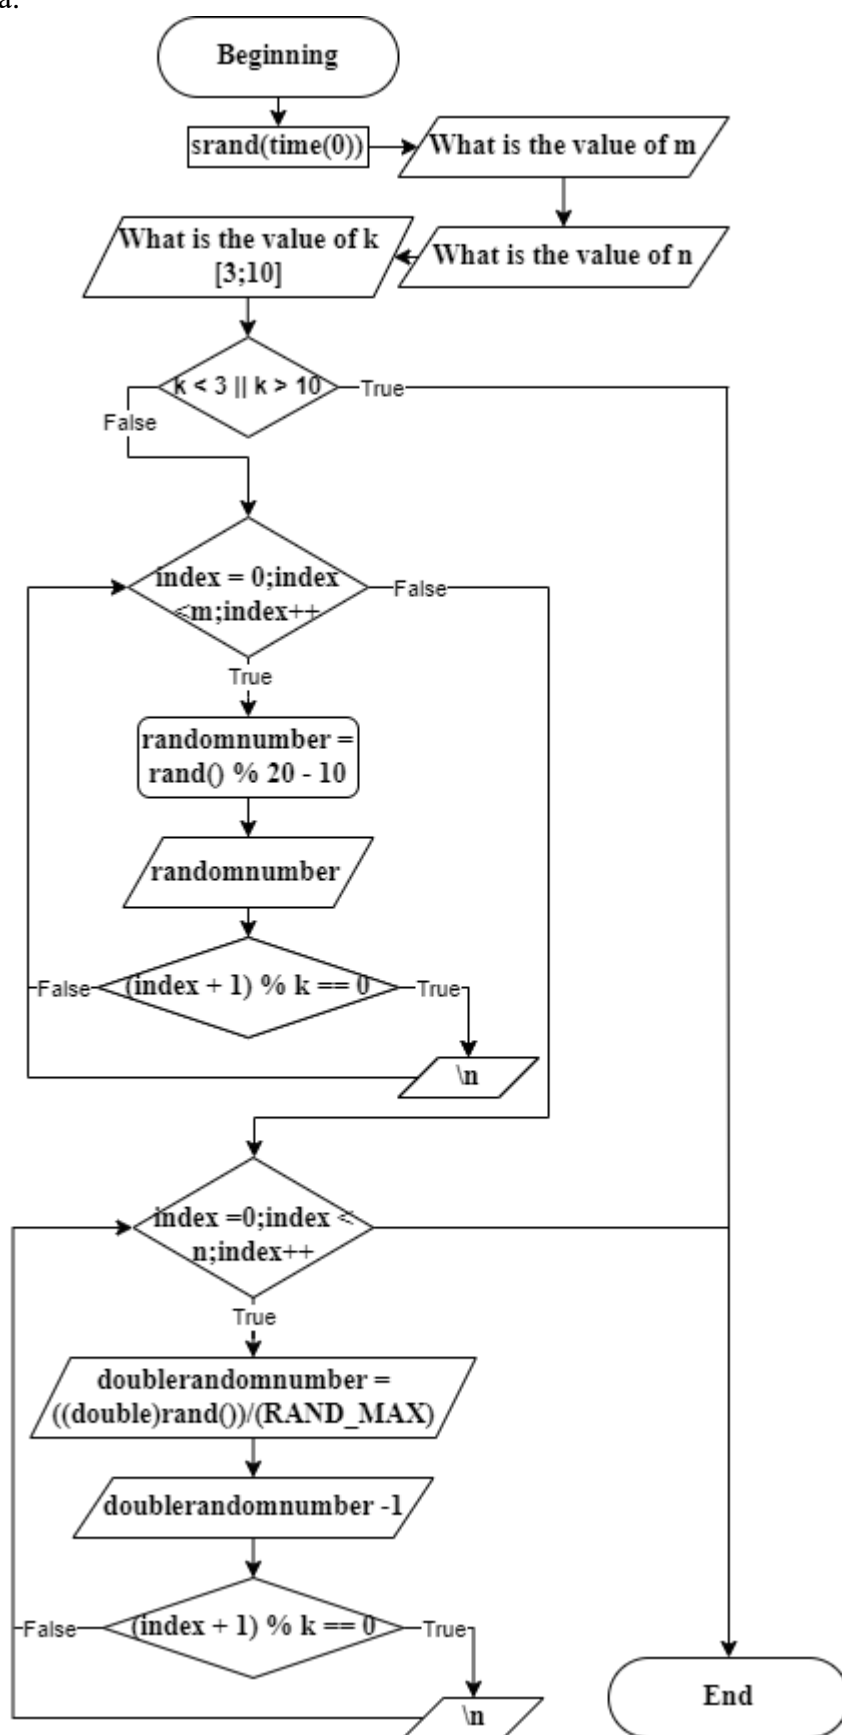 a.
Beginning
srand(time(0))
What is the value of m
What is the value of n
What is the value of k
[3;10]
k < 3 || k > 10
True
False
index = 0;index
<m;index++
False
True
randomnumber =
rand() % 20 - 10
randomnumber
(index + 1) % k == 0
False
True
\n
index =0;index <
n;index++
True
doublerandomnumber =
((double)rand())/(RAND_MAX)
doublerandomnumber -1
(index + 1) % k == 0
False
True
\n
End